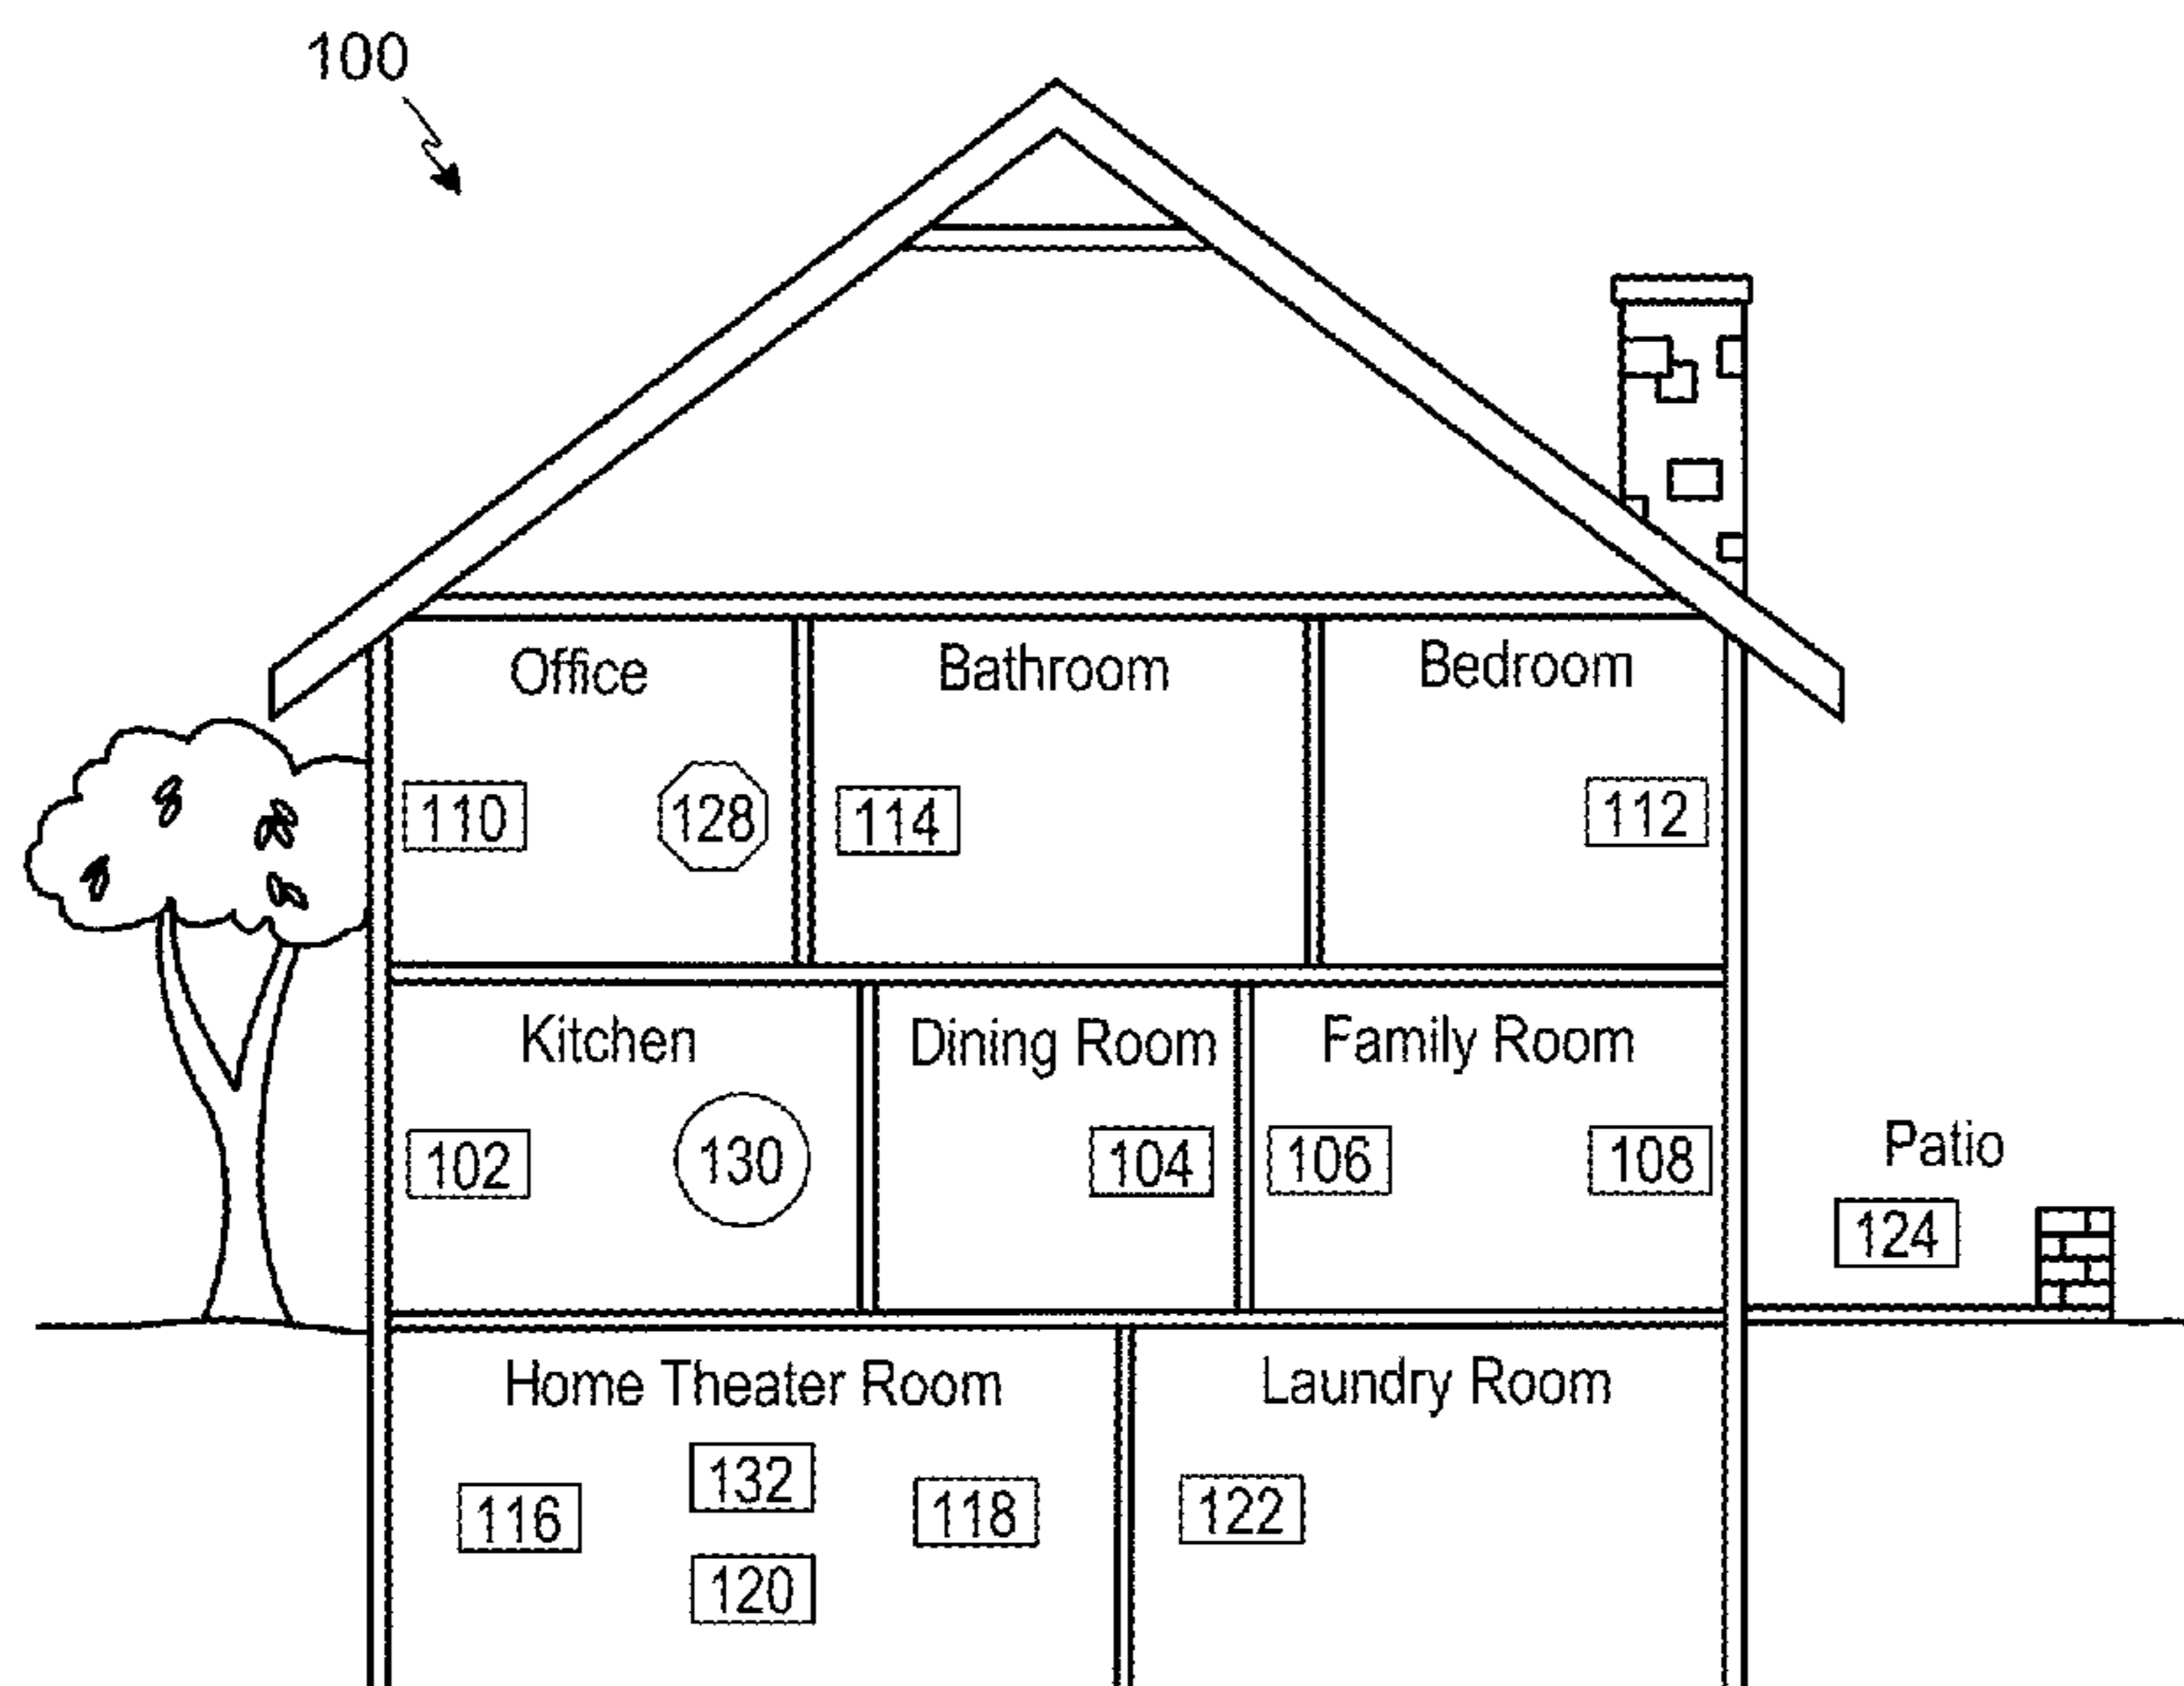 100
Office Bathroom Bedroom
110 128 114 112
Kitchen Dining Room Family Room
102 130 104 106 108
Patio
124
Home Theater Room Laundry Room
116 132 118 122
120